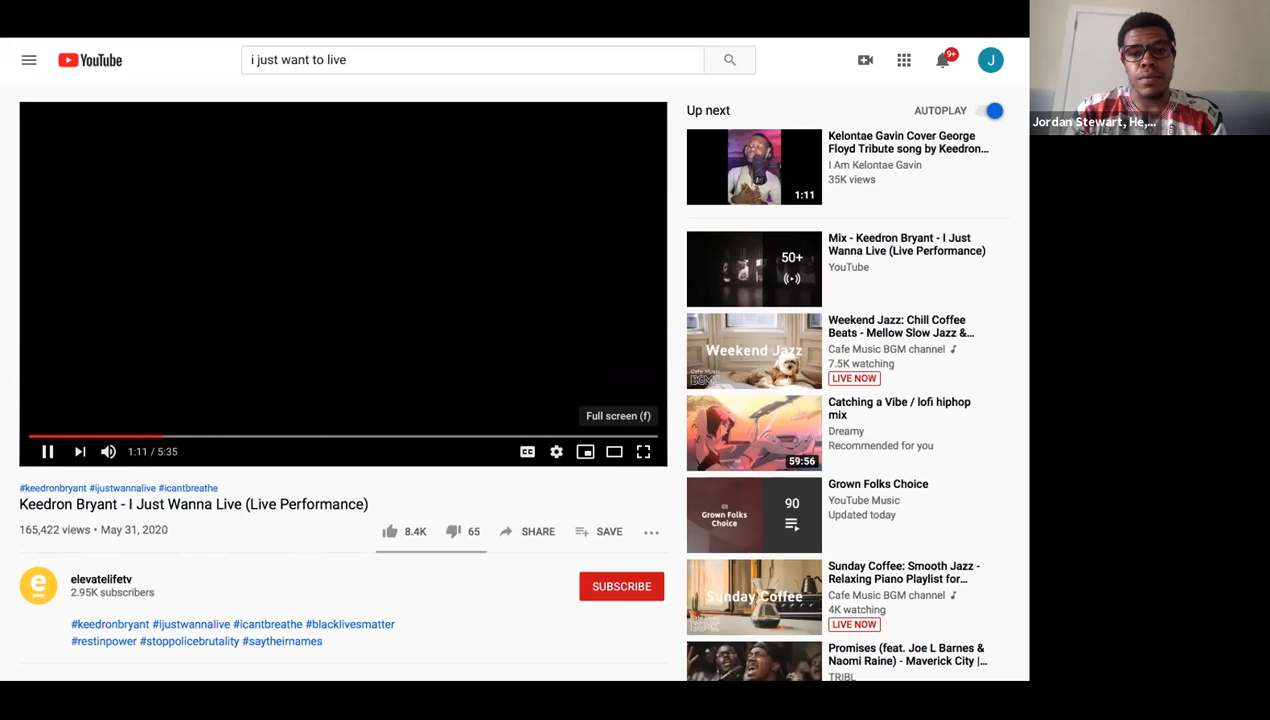 YouTube
i just want to live
9+
J
Jordan Stewart, He,...
Up next
AUTOPLAY
Full screen (f)
1:11 / 5:35
CC
#keedronbryant #ijustwannalive #icantbreathe
Keedron Bryant - I Just Wanna Live (Live Performance)
165,422 views • May 31, 2020
8.4K
65
SHARE
SAVE
e
elevatelifetv
2.95K subscribers
SUBSCRIBE
#keedronbryant #ijustwannalive #icantbreathe #blacklivesmatter
#restinpower #stoppolicebrutality #saytheirnames
1:11
Kelontae Gavin Cover George
Floyd Tribute song by Keedron...
I Am Kelontae Gavin
35K views
50+
Mix - Keedron Bryant - I Just
Wanna Live (Live Performance)
YouTube
Weekend Jazz
Cafe Music
BGM
Weekend Jazz: Chill Coffee
Beats - Mellow Slow Jazz &...
Cafe Music BGM channel
7.5K watching
LIVE NOW
59:56
Catching a Vibe / lofi hiphop
mix
Dreamy
Recommended for you
Grown Folks
Choice
90
Grown Folks Choice
YouTube Music
Updated today
Sunday Coffee
Sunday Coffee: Smooth Jazz -
Relaxing Piano Playlist for...
Cafe Music BGM channel
4K watching
LIVE NOW
Promises (feat. Joe L Barnes &
Naomi Raine) - Maverick City |...
TRIBL